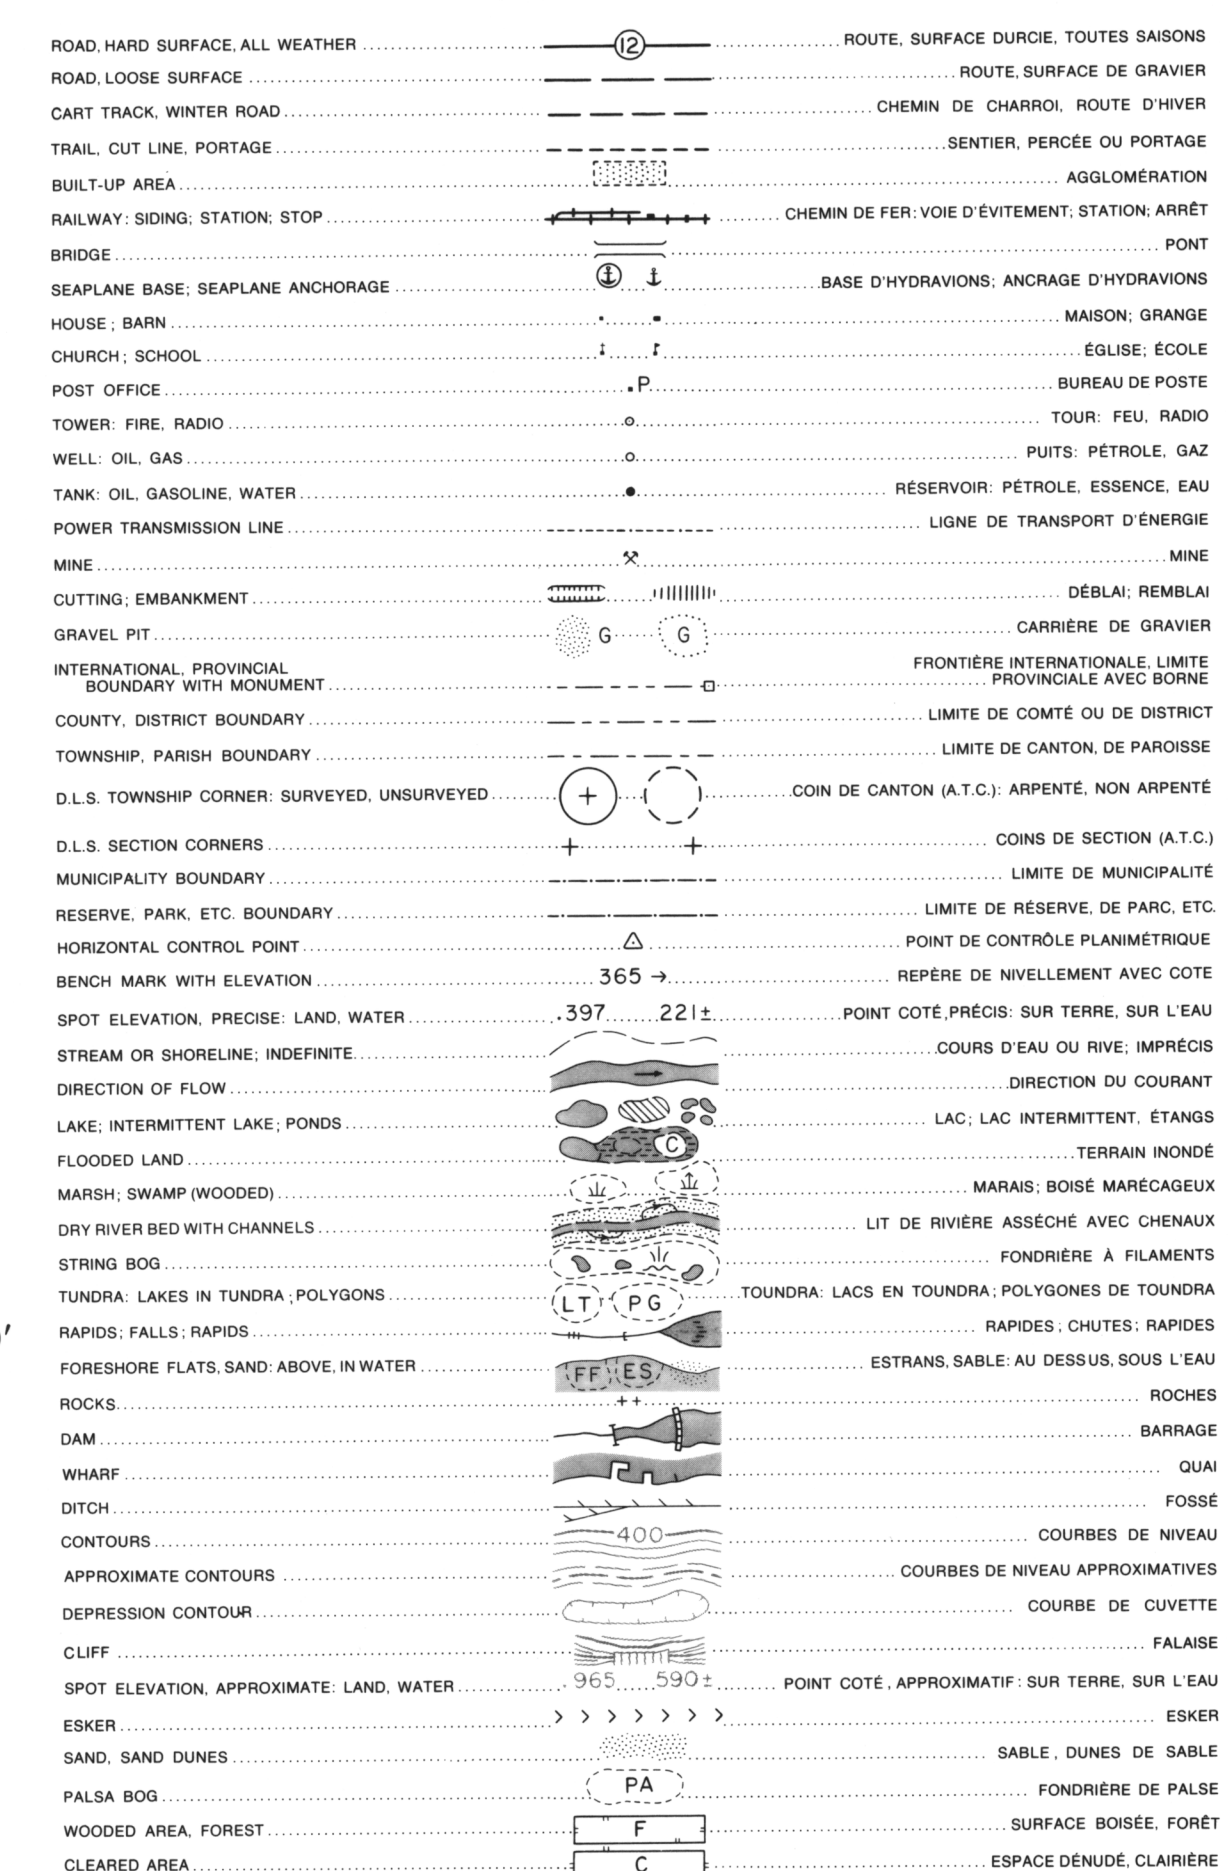 ROAD, HARD SURFACE, ALL WEATHER 12 ROUTE, SURFACE DURCIE, TOUTES SAISONS
ROAD, LOOSE SURFACE ROUTE, SURFACE DE GRAVIER
CART TRACK, WINTER ROAD CHEMIN DE CHARROI, ROUTE D'HIVER
TRAIL, CUT LINE, PORTAGE SENTIER, PERCÉE OU PORTAGE
BUILT-UP AREA AGGLOMÉRATION
RAILWAY: SIDING; STATION; STOP CHEMIN DE FER: VOIE D'ÉVITEMENT; STATION; ARRÊT
BRIDGE PONT
SEAPLANE BASE; SEAPLANE ANCHORAGE BASE D'HYDRAVIONS; ANCRAGE D'HYDRAVIONS
HOUSE; BARN MAISON; GRANGE
CHURCH; SCHOOL ÉGLISE; ÉCOLE
POST OFFICE P BUREAU DE POSTE
TOWER: FIRE, RADIO TOUR: FEU, RADIO
WELL: OIL, GAS PUITS: PÉTROLE, GAZ
TANK: OIL, GASOLINE, WATER RÉSERVOIR: PÉTROLE, ESSENCE, EAU
POWER TRANSMISSION LINE LIGNE DE TRANSPORT D'ÉNERGIE
MINE MINE
CUTTING; EMBANKMENT DÉBLAI; REMBLAI
GRAVEL PIT G G CARRIÈRE DE GRAVIER
INTERNATIONAL, PROVINCIAL FRONTIÈRE INTERNATIONALE, LIMITE
BOUNDARY WITH MONUMENT PROVINCIALE AVEC BORNE
COUNTY, DISTRICT BOUNDARY LIMITE DE COMTÉ OU DE DISTRICT
TOWNSHIP, PARISH BOUNDARY LIMITE DE CANTON, DE PAROISSE
D.L.S. TOWNSHIP CORNER: SURVEYED, UNSURVEYED COIN DE CANTON (A.T.C.): ARPENTÉ, NON ARPENTÉ
D.L.S. SECTION CORNERS COINS DE SECTION (A.T.C.)
MUNICIPALITY BOUNDARY LIMITE DE MUNICIPALITÉ
RESERVE, PARK, ETC. BOUNDARY LIMITE DE RÉSERVE, DE PARC, ETC.
HORIZONTAL CONTROL POINT POINT DE CONTRÔLE PLANIMÉTRIQUE
BENCH MARK WITH ELEVATION 365 → REPÈRE DE NIVELLEMENT AVEC COTE
SPOT ELEVATION, PRECISE: LAND, WATER .397 221± POINT COTÉ, PRÉCIS: SUR TERRE, SUR L'EAU
STREAM OR SHORELINE; INDEFINITE COURS D'EAU OU RIVE; IMPRÉCIS
DIRECTION OF FLOW DIRECTION DU COURANT
LAKE; INTERMITTENT LAKE; PONDS LAC; LAC INTERMITTENT, ÉTANGS
FLOODED LAND C TERRAIN INONDÉ
MARSH; SWAMP (WOODED) MARAIS; BOISÉ MARÉCAGEUX
DRY RIVER BED WITH CHANNELS LIT DE RIVIÈRE ASSÉCHÉ AVEC CHENAUX
STRING BOG FONDRIÈRE À FILAMENTS
TUNDRA: LAKES IN TUNDRA; POLYGONS LT PG TOUNDRA: LACS EN TOUNDRA; POLYGONES DE TOUNDRA
RAPIDS; FALLS; RAPIDS RAPIDES; CHUTES; RAPIDES
FORESHORE FLATS, SAND: ABOVE, IN WATER FF ES ESTRANS, SABLE: AU DESSUS, SOUS L'EAU
ROCKS ++ ROCHES
DAM BARRAGE
WHARF QUAI
DITCH FOSSÉ
CONTOURS 400 COURBES DE NIVEAU
APPROXIMATE CONTOURS COURBES DE NIVEAU APPROXIMATIVES
DEPRESSION CONTOUR COURBE DE CUVETTE
CLIFF FALAISE
SPOT ELEVATION, APPROXIMATE: LAND, WATER .965 590± POINT COTÉ, APPROXIMATIF: SUR TERRE, SUR L'EAU
ESKER ESKER
SAND, SAND DUNES SABLE, DUNES DE SABLE
PALSA BOG PA FONDRIÈRE DE PALSE
WOODED AREA, FOREST F SURFACE BOISÉE, FORÊT
CLEARED AREA C ESPACE DÉNUDÉ, CLAIRIÈRE